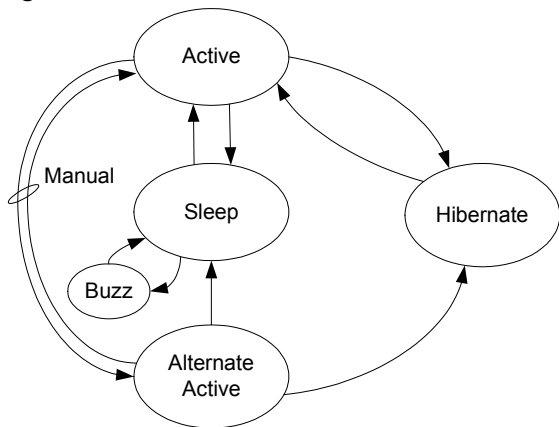 Active
Manual
Sleep
Hibernate
Buzz
Alternate
Active